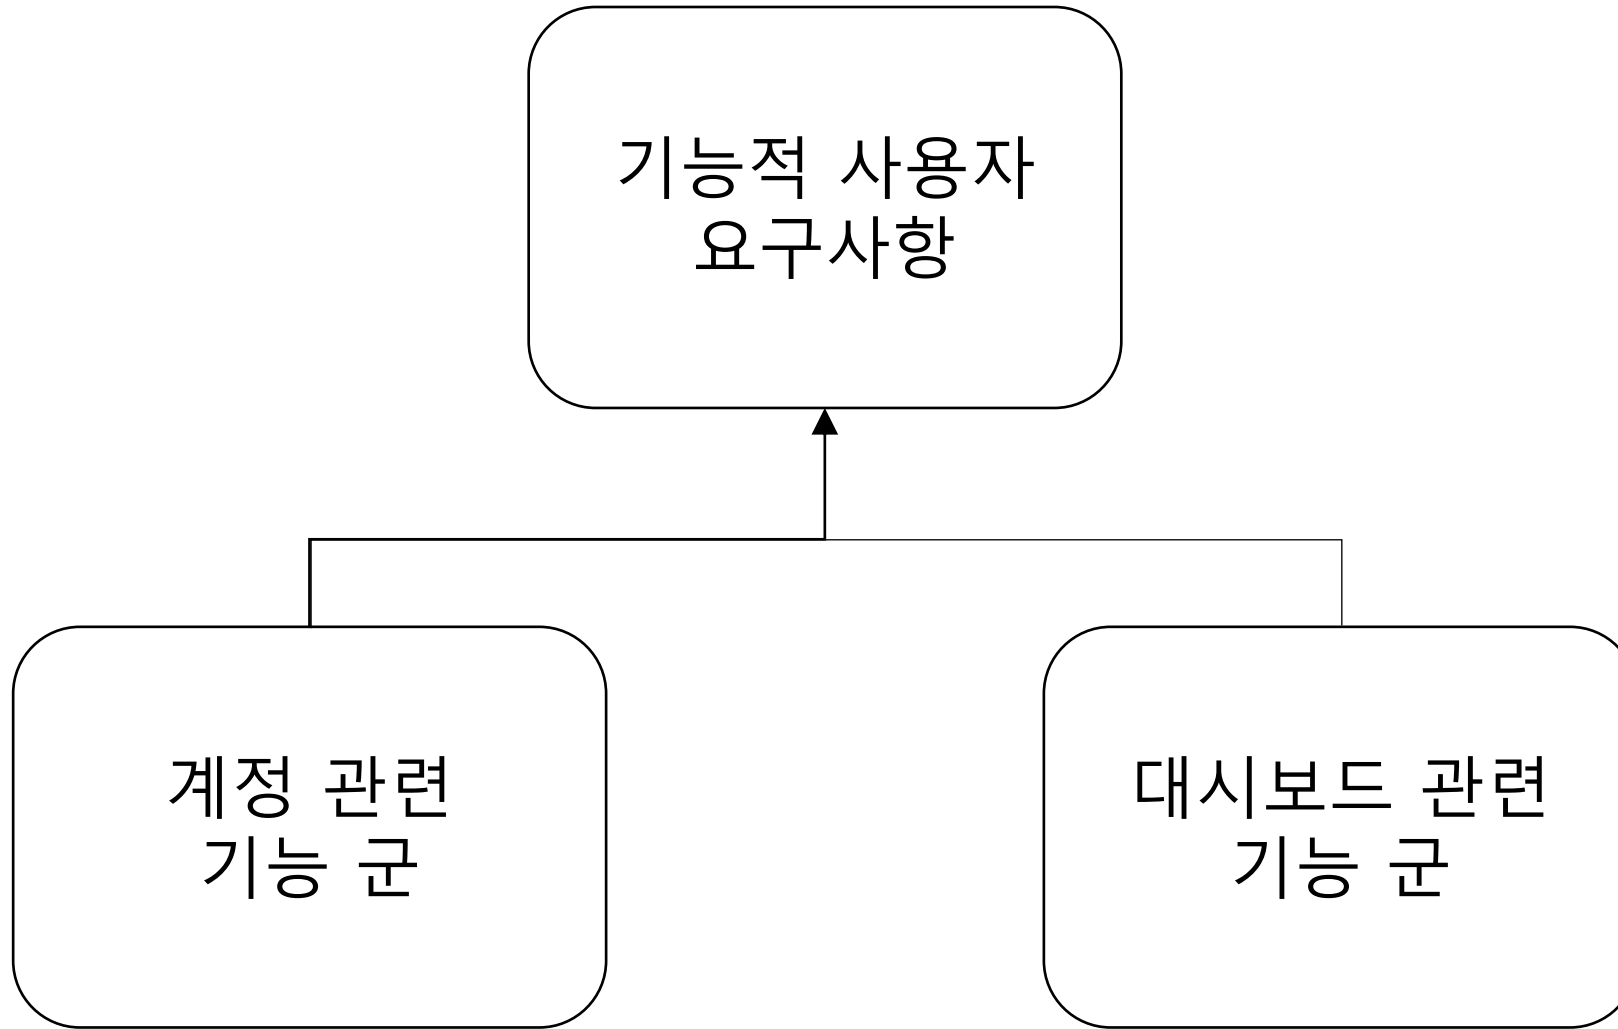 기능적 사용자
요구사항
계정 관련
기능 군
대시보드 관련
기능 군